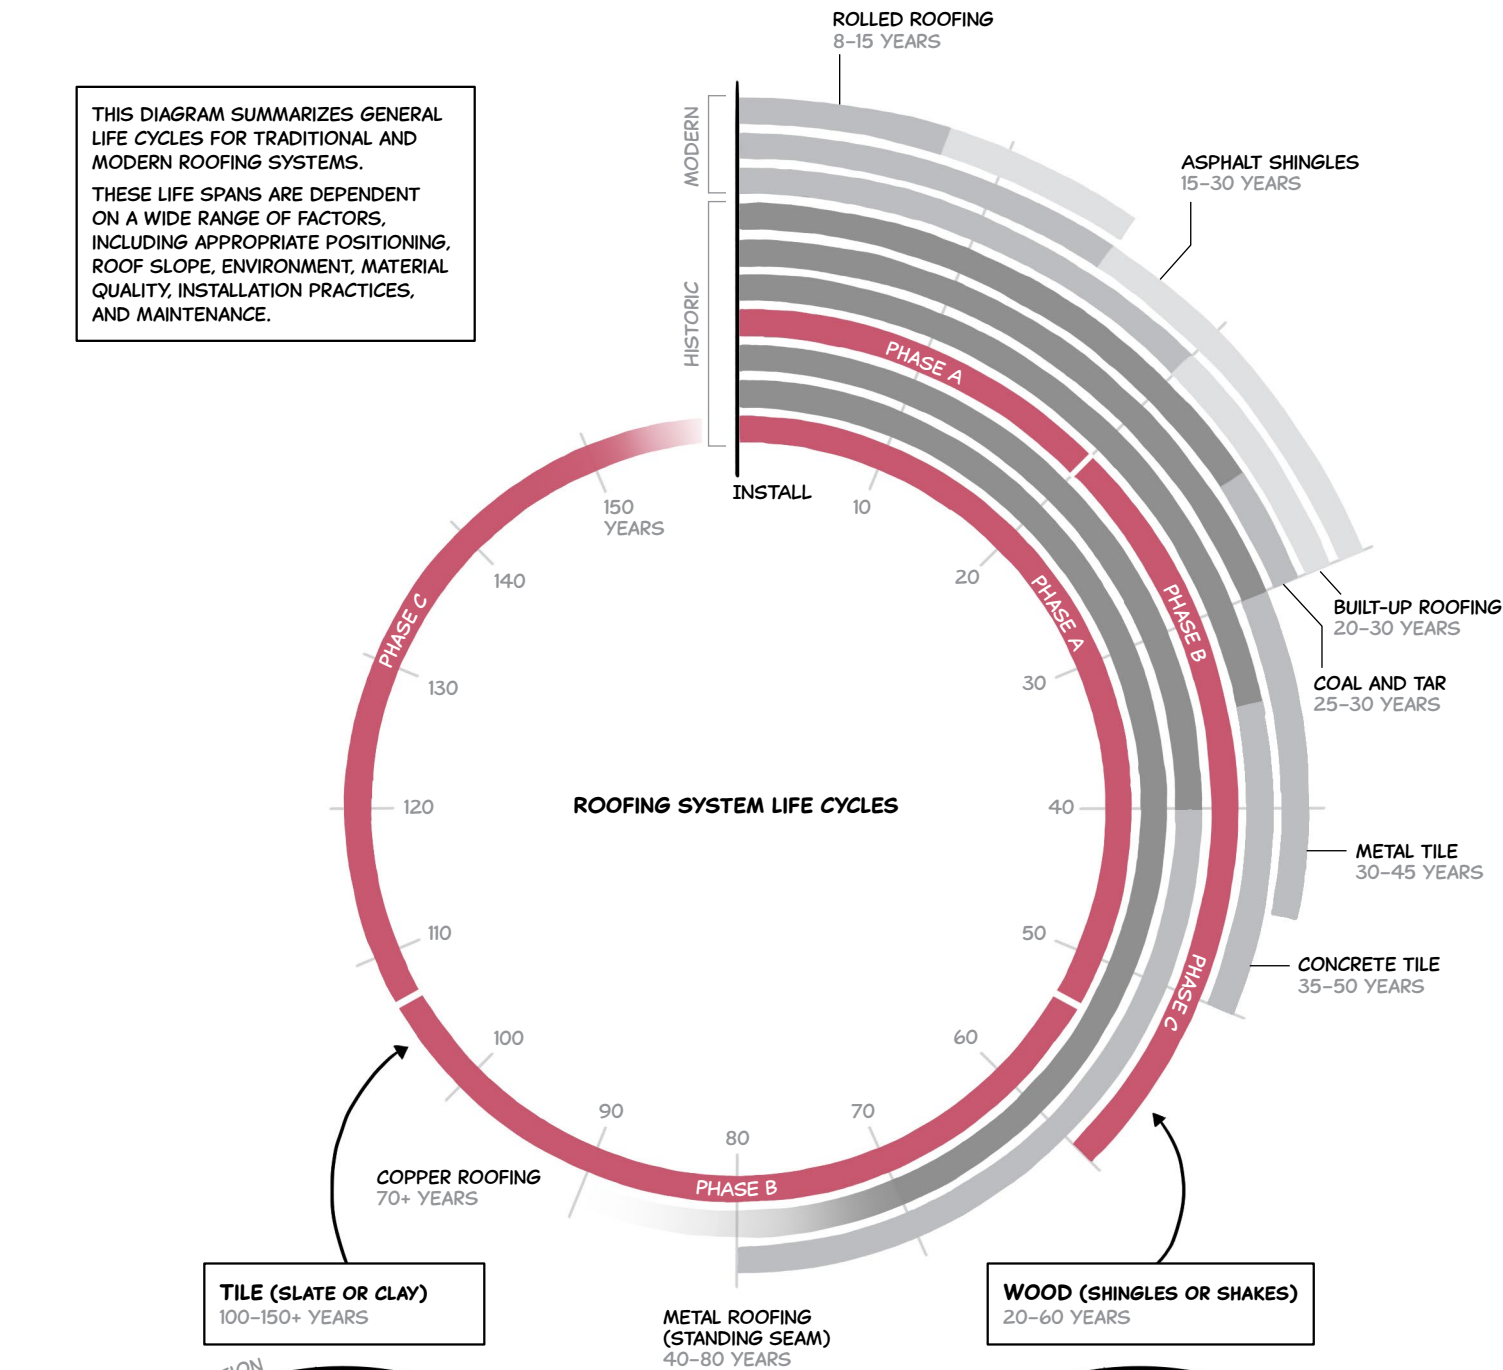 ROLLED ROOFING
8–15 YEARS
THIS DIAGRAM SUMMARIZES GENERAL
LIFE CYCLES FOR TRADITIONAL AND
MODERN ROOFING SYSTEMS.
THESE LIFE SPANS ARE DEPENDENT
ON A WIDE RANGE OF FACTORS,
INCLUDING APPROPRIATE POSITIONING,
ROOF SLOPE, ENVIRONMENT, MATERIAL
QUALITY, INSTALLATION PRACTICES,
AND MAINTENANCE.
MODERN
HISTORIC
ASPHALT SHINGLES
15–30 YEARS
PHASE A
INSTALL
10
20
30
40
50
60
70
80
90
100
110
120
130
140
150
YEARS
PHASE A
PHASE B
PHASE C
PHASE B
PHASE C
BUILT-UP ROOFING
20–30 YEARS
COAL AND TAR
25–30 YEARS
ROOFING SYSTEM LIFE CYCLES
METAL TILE
30–45 YEARS
CONCRETE TILE
35–50 YEARS
COPPER ROOFING
70+ YEARS
TILE (SLATE OR CLAY)
100–150+ YEARS
METAL ROOFING
(STANDING SEAM)
40–80 YEARS
WOOD (SHINGLES OR SHAKES)
20–60 YEARS